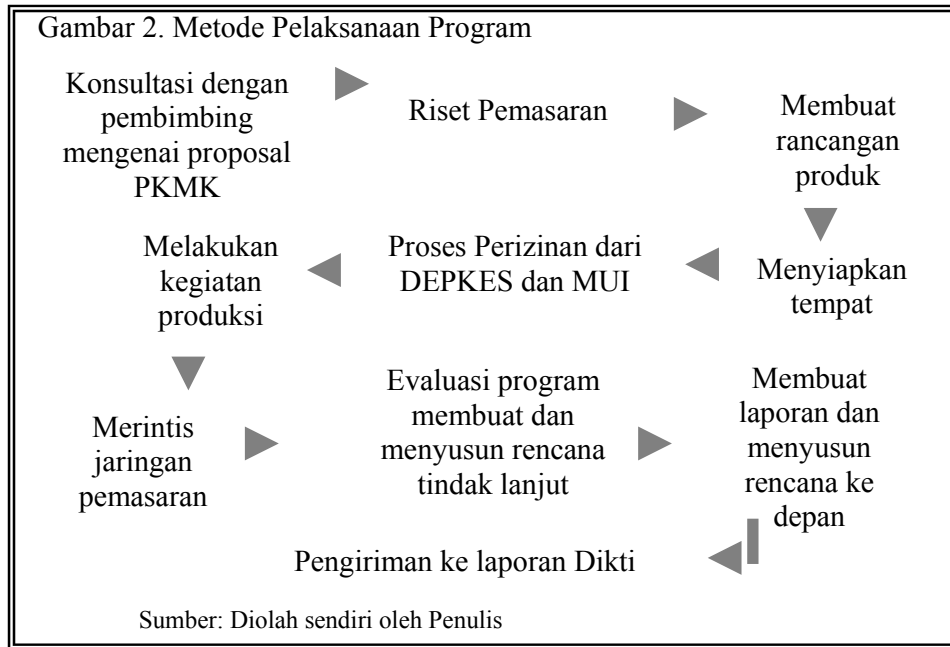 Gambar 2. Metode Pelaksanaan Program
Konsultasi dengan
pembimbing
mengenai proposal
PKMK
Riset Pemasaran
Membuat
rancangan
produk
Menyiapkan
tempat
Proses Perizinan dari
DEPKES dan MUI
Melakukan
kegiatan
produksi
Merintis
jaringan
pemasaran
Evaluasi program
membuat dan
menyusun rencana
tindak lanjut
Membuat
laporan dan
menyusun
rencana ke
depan
Pengiriman ke laporan Dikti
Sumber: Diolah sendiri oleh Penulis